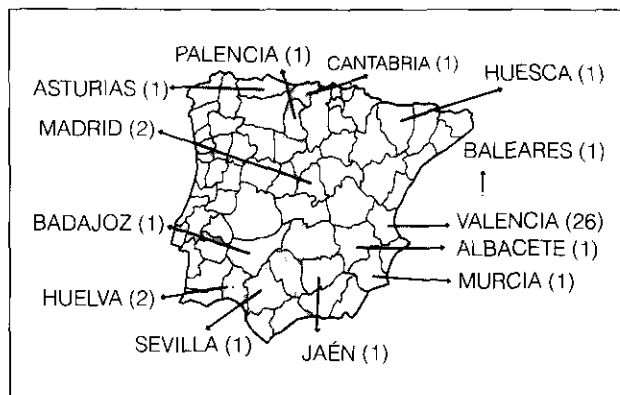 PALENCIA (1)
CANTABRIA (1)
ASTURIAS (1)
HUESCA (1)
MADRID (2)
BALEARES (1)
BADAJOZ (1)
VALENCIA (26)
ALBACETE (1)
MURCIA (1)
HUELVA (2)
SEVILLA (1)
JAÉN (1)